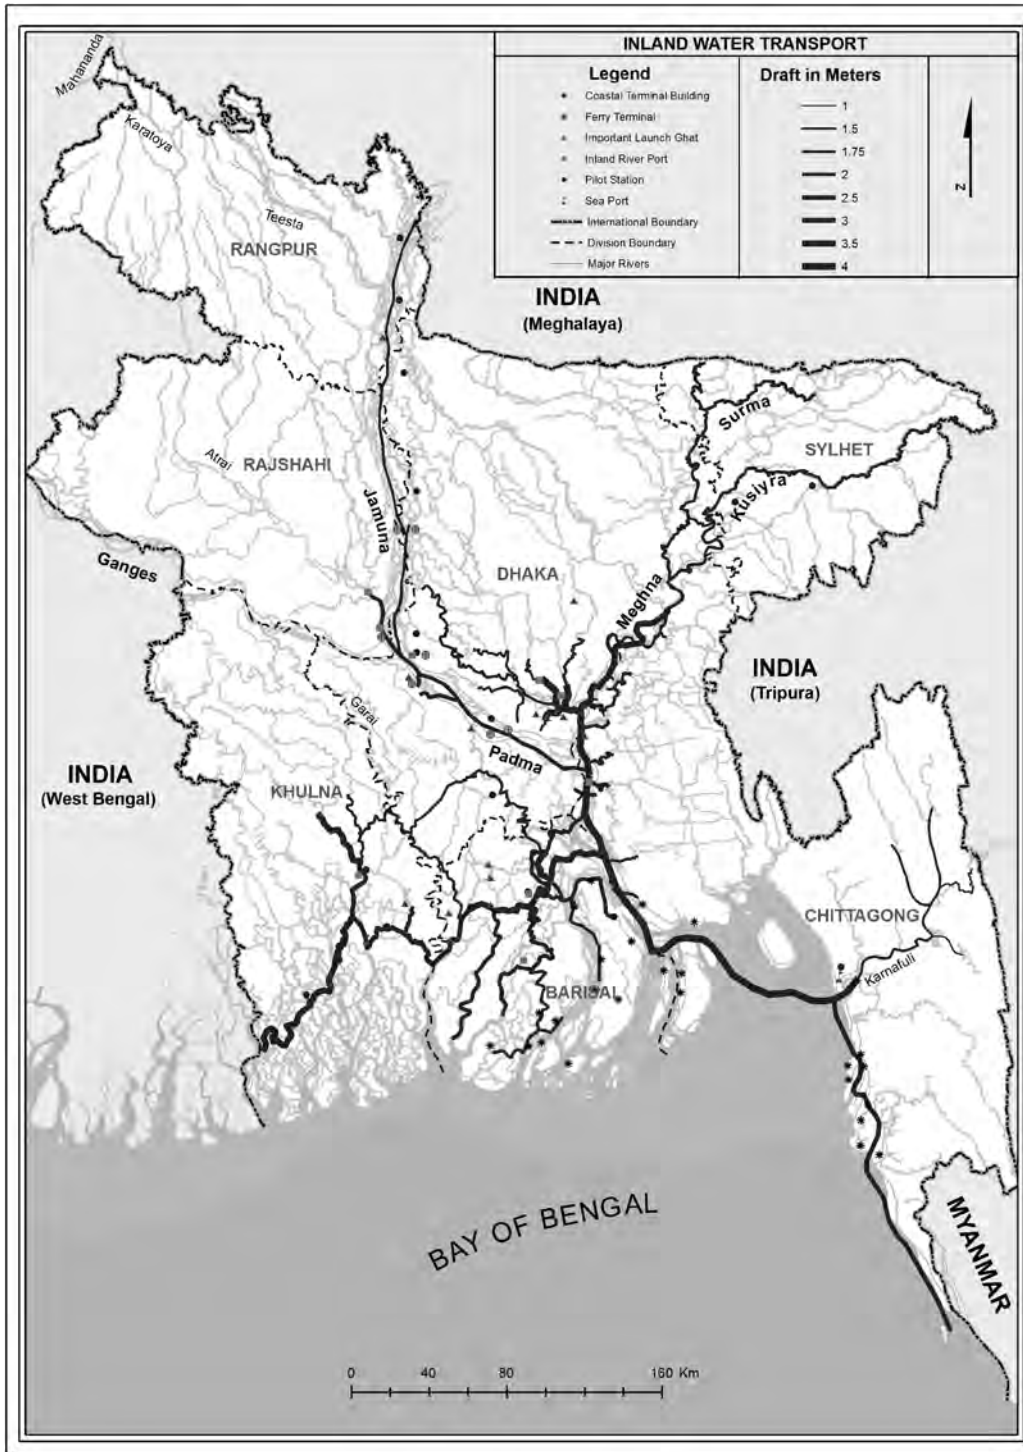 INLAND WATER TRANSPORT
Legend
Coastal Terminal Building
Ferry Terminal
Important Launch Ghat
Inland River Port
Pilot Station
Sea Port
International Boundary
Division Boundary
Major Rivers
Draft in Meters
1
1.5
1.75
2
2.5
3
3.5
4
N
Mahananda
Karatoya
Teesta
RANGPUR
INDIA
(Meghalaya)
Surma
SYLHET
Kusiyra
Atrai
RAJSHAHI
Jamuna
Ganges
DHAKA
Meghna
INDIA
(Tripura)
Garai
Padma
INDIA
(West Bengal)
KHULNA
CHITTAGONG
Karnafuli
BARISAL
BAY OF BENGAL
MYANMAR
0 40 80 160 Km